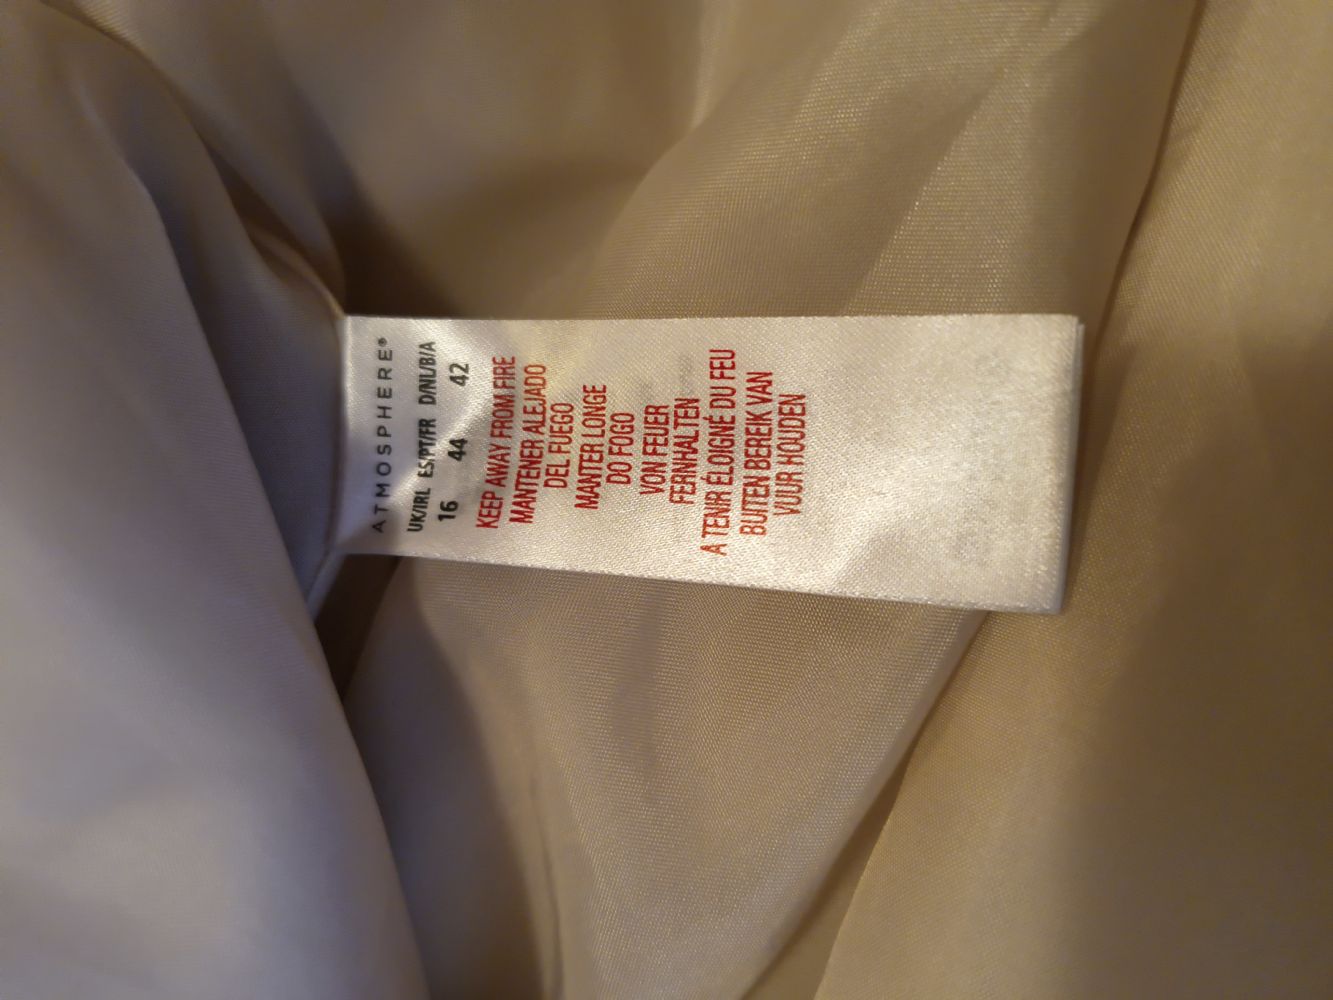 ATMOSPHERE®
UK/IRL ES/PT/FR D/NL/B/A
16 44 42
KEEP AWAY FROM FIRE
MANTENER ALEJADO
DEL FUEGO
MANTER LONGE
DO FOGO
VON FEUER
FERNHALTEN
A TENIR ÉLOIGNÉ DU FEU
BUITEN BEREIK VAN
VUUR HOUDEN